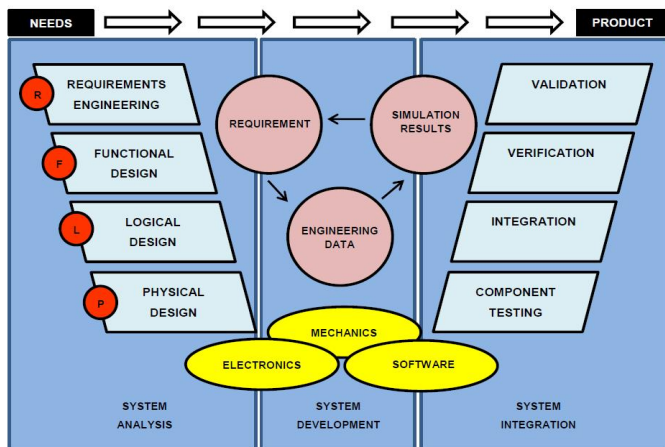 NEEDS
PRODUCT
R
REQUIREMENTS
ENGINEERING
F
FUNCTIONAL
DESIGN
L
LOGICAL
DESIGN
P
PHYSICAL
DESIGN
REQUIREMENT
SIMULATION
RESULTS
ENGINEERING
DATA
MECHANICS
ELECTRONICS
SOFTWARE
VALIDATION
VERIFICATION
INTEGRATION
COMPONENT
TESTING
SYSTEM
ANALYSIS
SYSTEM
DEVELOPMENT
SYSTEM
INTEGRATION